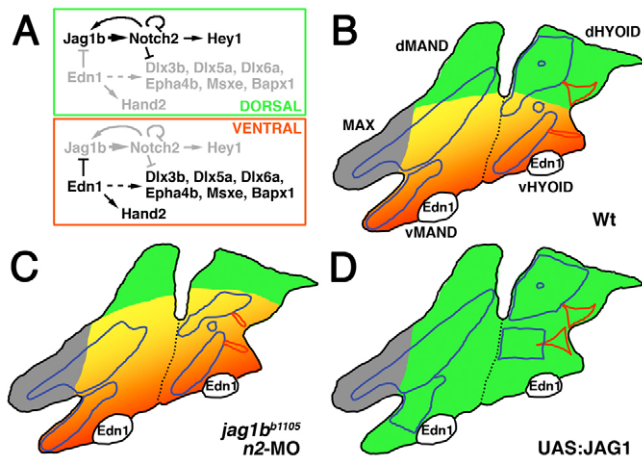 A
Jag1b Notch2 Hey1
Edn1
Dlx3b, Dlx5a, Dlx6a,
Epha4b, Msxe, Bapx1
Hand2
DORSAL
VENTRAL
Jag1b Notch2 Hey1
Edn1
Dlx3b, Dlx5a, Dlx6a,
Epha4b, Msxe, Bapx1
Hand2
B
dHYOID
dMAND
MAX
Edn1
vHYOID
Edn1
vMAND
Wt
C
Edn1
Edn1
jag1b^b1105
n2-MO
D
Edn1
Edn1
UAS:JAG1